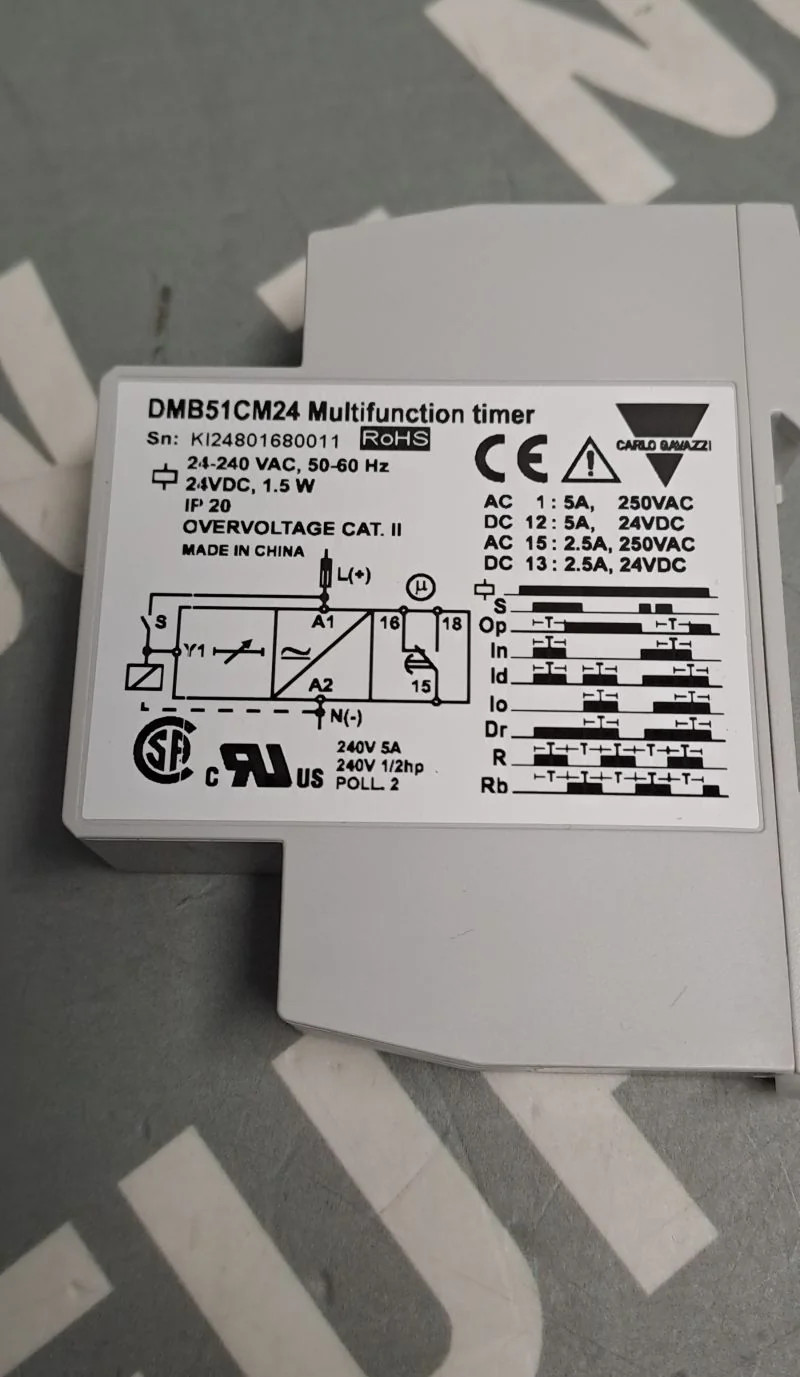 DMB51CM24 Multifunction timer
Sn: KI24801680011 RoHS
24-240 VAC, 50-60 Hz
24VDC, 1.5 W
IP 20
OVERVOLTAGE CAT. II
MADE IN CHINA
CE
CARLO GAVAZZI
AC 1: 5A, 250VAC
DC 12: 5A, 24VDC
AC 15: 2.5A, 250VAC
DC 13: 2.5A, 24VDC
L(+)
µ
S
A1
16
18
Y1
A2
15
N(-)
SA
C RU US
240V 5A
240V 1/2hp
POLL. 2
S
Op T T
In T T
Id T T T
Io T T
Dr T T
R T T T T T
Rb T T T T T